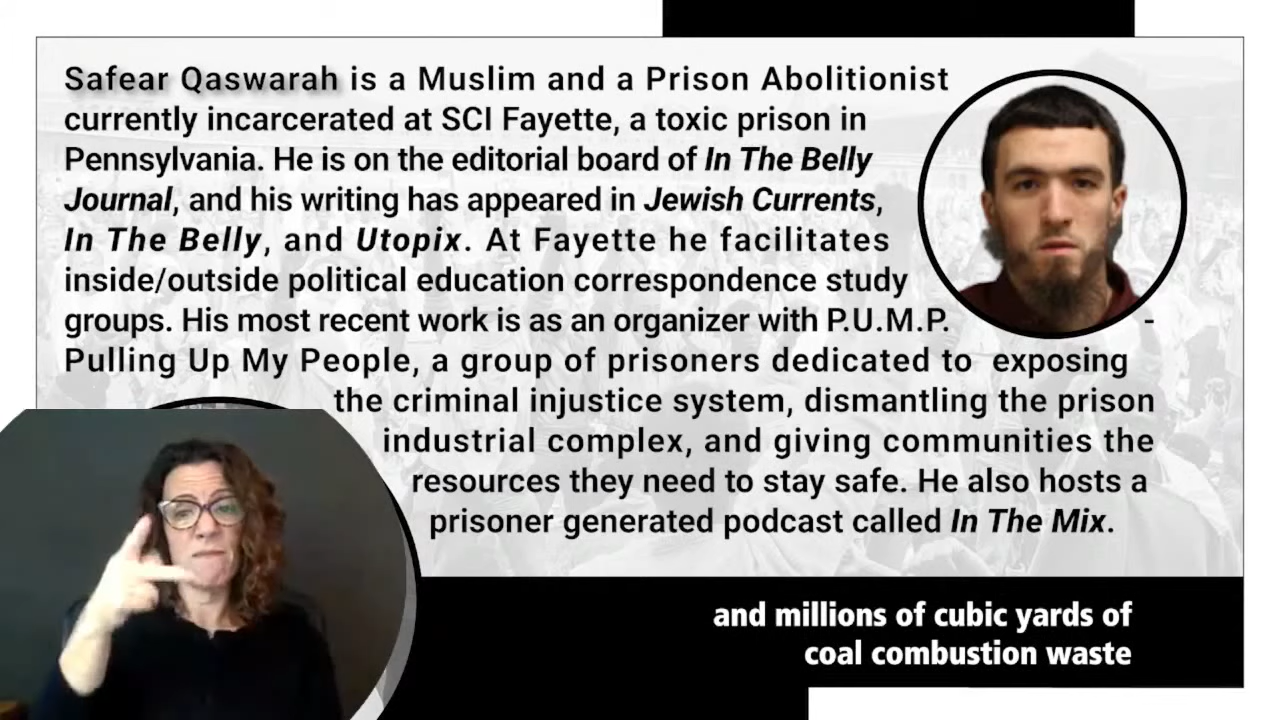 Safear Qaswarah is a Muslim and a Prison Abolitionist
currently incarcerated at SCI Fayette, a toxic prison in
Pennsylvania. He is on the editorial board of In The Belly
Journal, and his writing has appeared in Jewish Currents,
In The Belly, and Utopix. At Fayette he facilitates
inside/outside political education correspondence study
groups. His most recent work is as an organizer with P.U.M.P. -
Pulling Up My People, a group of prisoners dedicated to exposing
the criminal injustice system, dismantling the prison
industrial complex, and giving communities the
resources they need to stay safe. He also hosts a
prisoner generated podcast called In The Mix.
and millions of cubic yards of
coal combustion waste